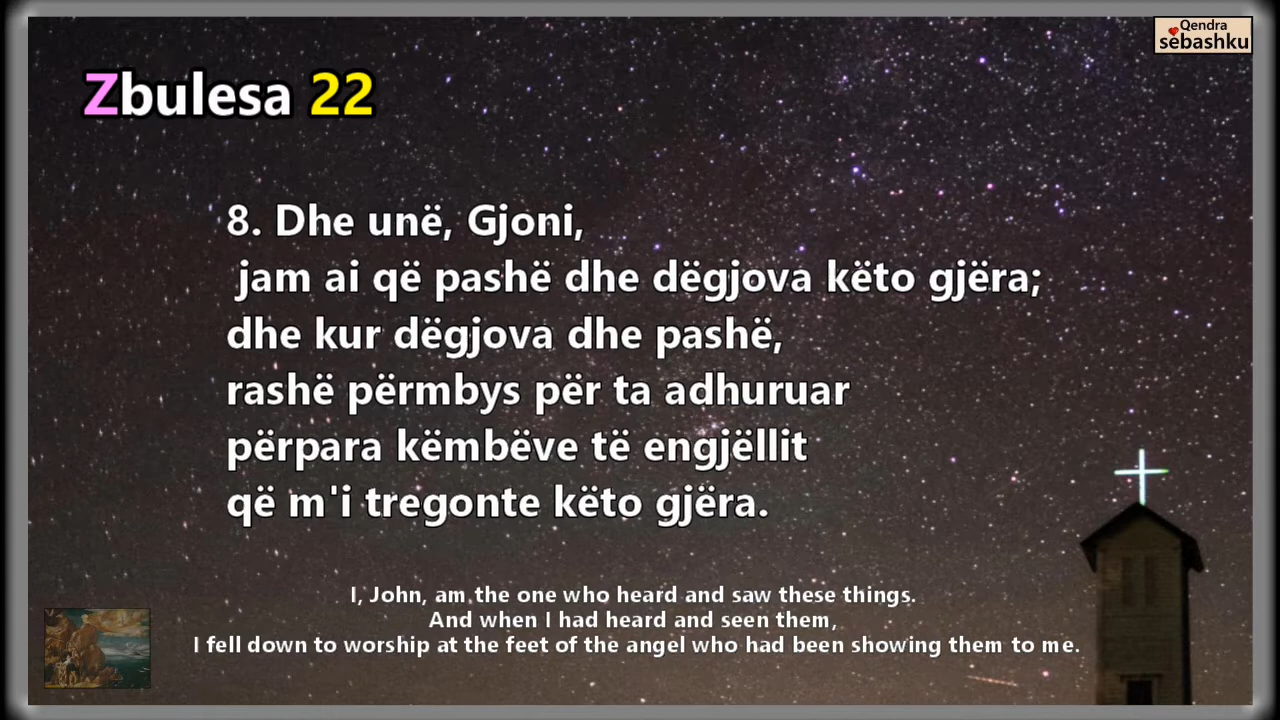 Qendra
sëbashku
Zbulesa 22
8. Dhe unë, Gjoni,
jam ai që pashë dhe dëgjova këto gjëra;
dhe kur dëgjova dhe pashë,
rashë përmbys për ta adhuruar
përpara këmbëve të engjëllit
që m'i tregonte këto gjëra.
I, John, am the one who heard and saw these things.
And when I had heard and seen them,
I fell down to worship at the feet of the angel who had been showing them to me.